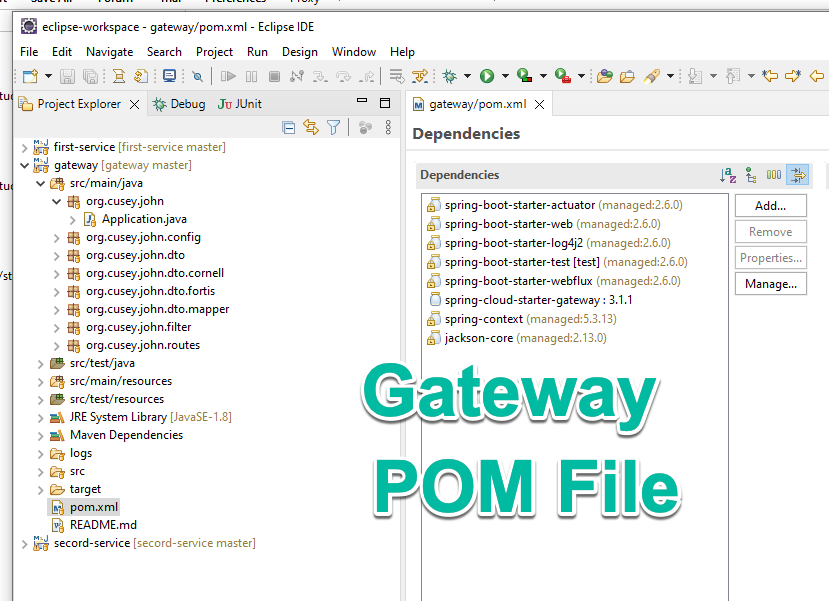 eclipse-workspace - gateway/pom.xml - Eclipse IDE
File Edit Navigate Search Project Run Design Window Help
Project Explorer Debug JUnit
gateway/pom.xml
Dependencies
Dependencies
first-service [first-service master]
gateway [gateway master]
src/main/java
org.cusey.john
Application.java
org.cusey.john.config
org.cusey.john.dto
org.cusey.john.dto.cornell
org.cusey.john.dto.fortis
org.cusey.john.dto.mapper
org.cusey.john.filter
org.cusey.john.routes
src/test/java
src/main/resources
src/test/resources
JRE System Library [JavaSE-1.8]
Maven Dependencies
logs
src
target
pom.xml
README.md
secord-service [secord-service master]
spring-boot-starter-actuator (managed:2.6.0)
spring-boot-starter-web (managed:2.6.0)
spring-boot-starter-log4j2 (managed:2.6.0)
spring-boot-starter-test [test] (managed:2.6.0)
spring-boot-starter-webflux (managed:2.6.0)
spring-cloud-starter-gateway : 3.1.1
spring-context (managed:5.3.13)
jackson-core (managed:2.13.0)
Add...
Remove
Properties...
Manage...
Gateway
POM File